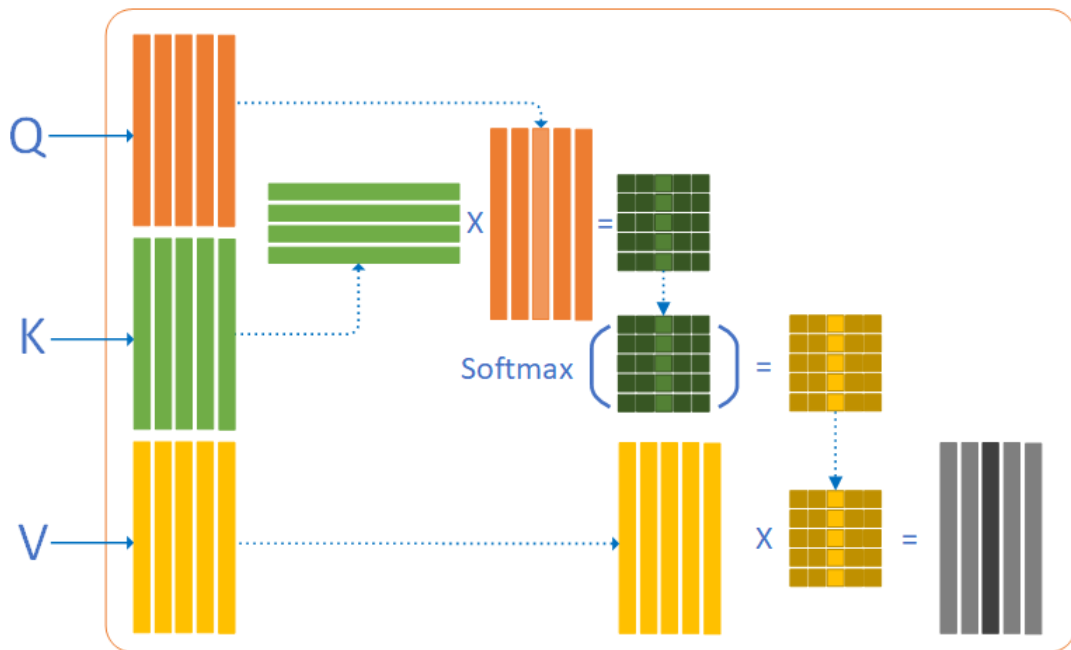 Q
X
=
K
Softmax
=
V
X
=